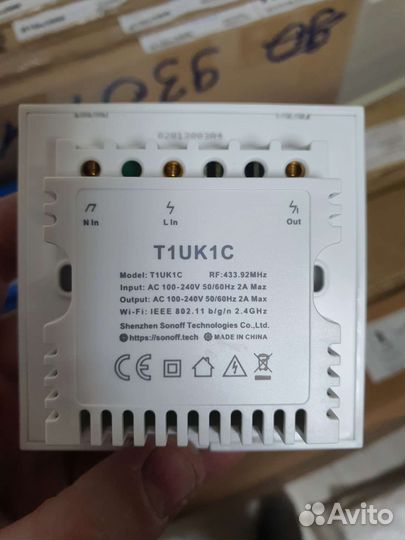 930
02013003A4
N In L In Out
T1UK1C
Model: T1UK1C RF:433.92MHz
Input: AC 100-240V 50/60Hz 2A Max
Output: AC 100-240V 50/60Hz 2A Max
Wi-Fi: IEEE 802.11 b/g/n 2.4GHz
Shenzhen Sonoff Technologies Co.,Ltd.
https://sonoff.tech MADE IN CHINA
CE
Avito